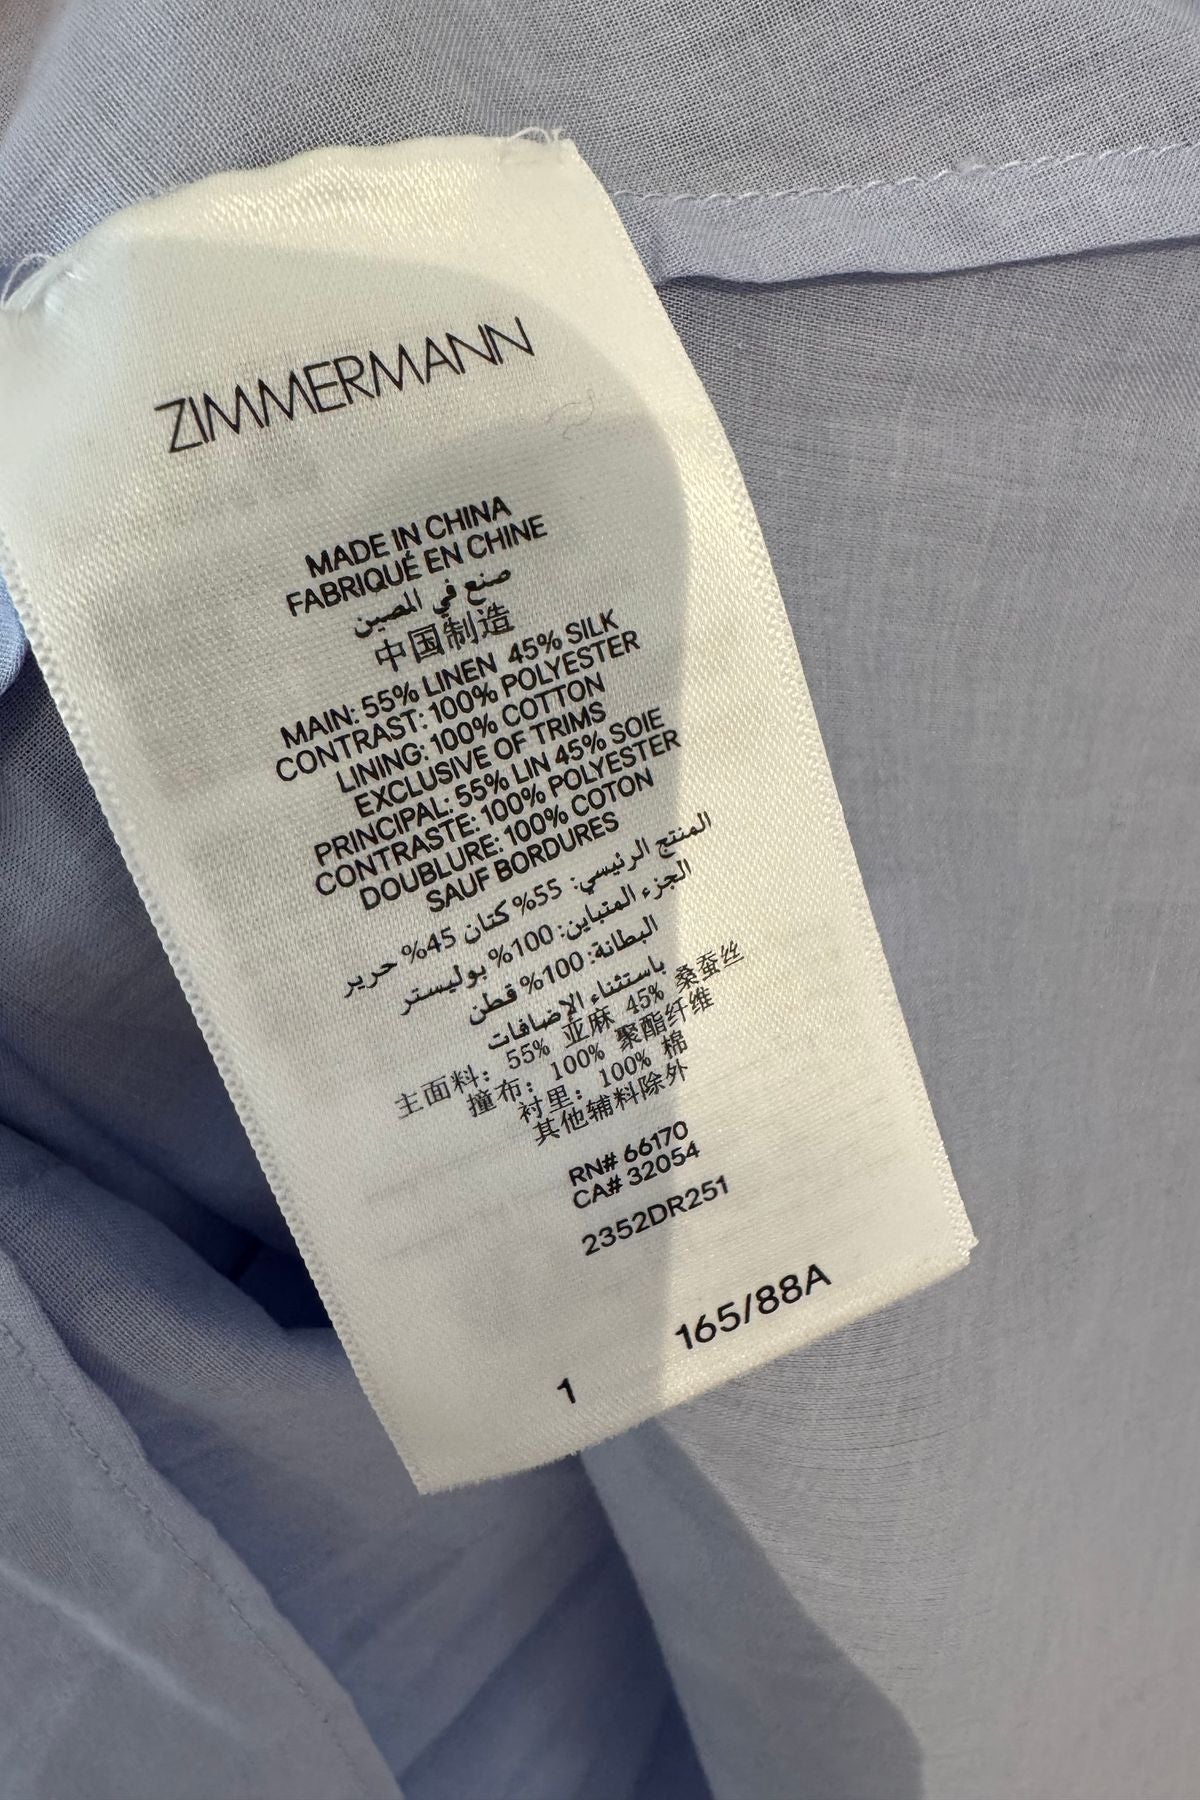 ZIMMERMANN
MADE IN CHINA
FABRIQUÉ EN CHINE
صنع في الصين
中国制造
MAIN: 55% LINEN 45% SILK
CONTRAST: 100% POLYESTER
LINING: 100% COTTON
EXCLUSIVE OF TRIMS
PRINCIPAL: 55% LIN 45% SOIE
CONTRASTE: 100% POLYESTER
DOUBLURE: 100% COTON
SAUF BORDURES
المنتج الرئيسي: 55% كتان 45% حرير
الجزء المتباين: 100% بوليستر
البطانة: 100% قطن
باستثناء الإضافات
主面料: 55% 亚麻 45% 桑蚕丝
撞布: 100% 聚酯纤维
衬里: 100% 棉
其他辅料除外
RN# 66170
CA# 32054
2352DR251
165/88A
1